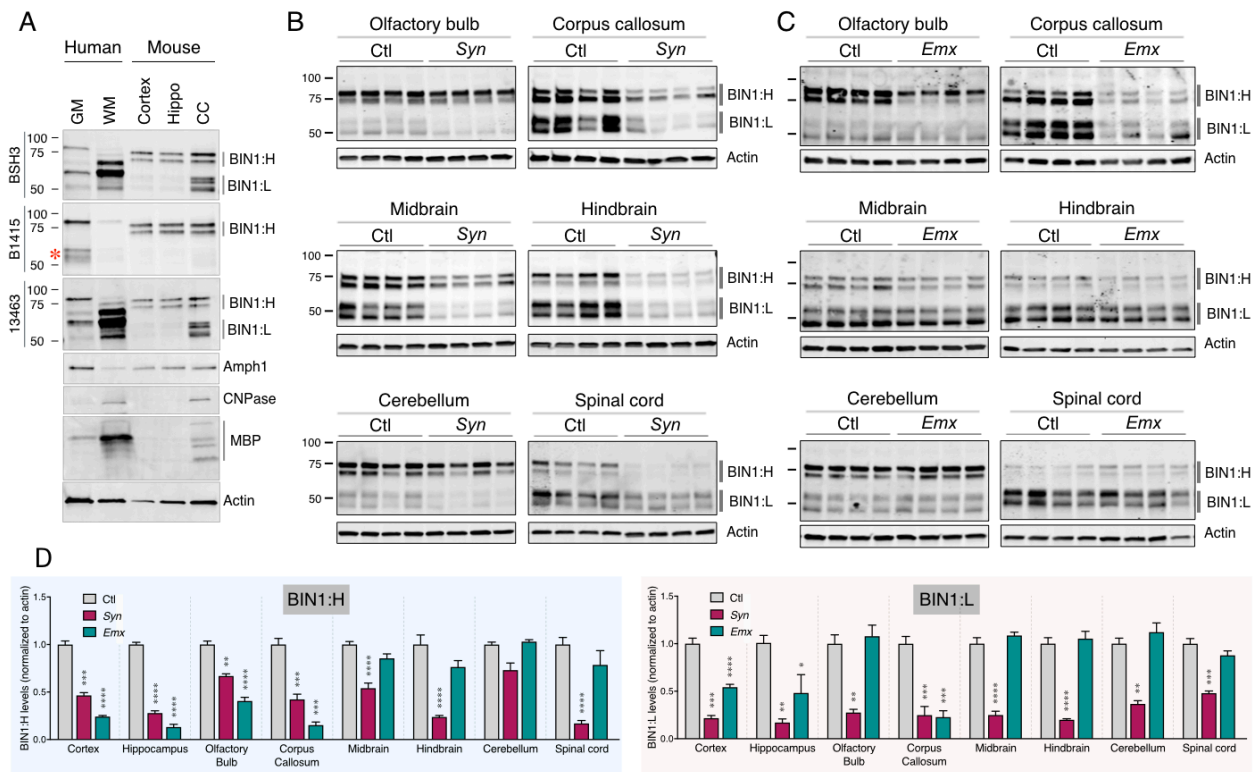 A
Human Mouse
GM WM Cortex Hippo CC
BSH3
100
75
50
BIN1:H
BIN1:L
B1415
100
75
*
50
BIN1:H
13463
100
75
50
BIN1:H
BIN1:L
Amph1
CNPase
MBP
Actin
B
Olfactory bulb Corpus callosum
Ctl Syn Ctl Syn
100
75
50
BIN1:H
BIN1:L
Actin
Midbrain Hindbrain
Ctl Syn Ctl Syn
100
75
50
BIN1:H
BIN1:L
Actin
Cerebellum Spinal cord
Ctl Syn Ctl Syn
100
75
50
BIN1:H
BIN1:L
Actin
C
Olfactory bulb Corpus callosum
Ctl Emx Ctl Emx
BIN1:H
BIN1:L
Actin
Midbrain Hindbrain
Ctl Emx Ctl Emx
BIN1:H
BIN1:L
Actin
Cerebellum Spinal cord
Ctl Emx Ctl Emx
BIN1:H
BIN1:L
Actin
D
BIN1:H
BIN1:H levels (normalized to actin)
1.5
1.0
0.5
0.0
Ctl
Syn
Emx
*** **** **** **** ** **** *** *** **** **** ****
Cortex Hippocampus Olfactory Bulb Corpus Callosum Midbrain Hindbrain Cerebellum Spinal cord
BIN1:L
BIN1:L levels (normalized to actin)
1.5
1.0
0.5
0.0
Ctl
Syn
Emx
*** **** ** * ** *** *** **** **** ** ***
Cortex Hippocampus Olfactory Bulb Corpus Callosum Midbrain Hindbrain Cerebellum Spinal cord